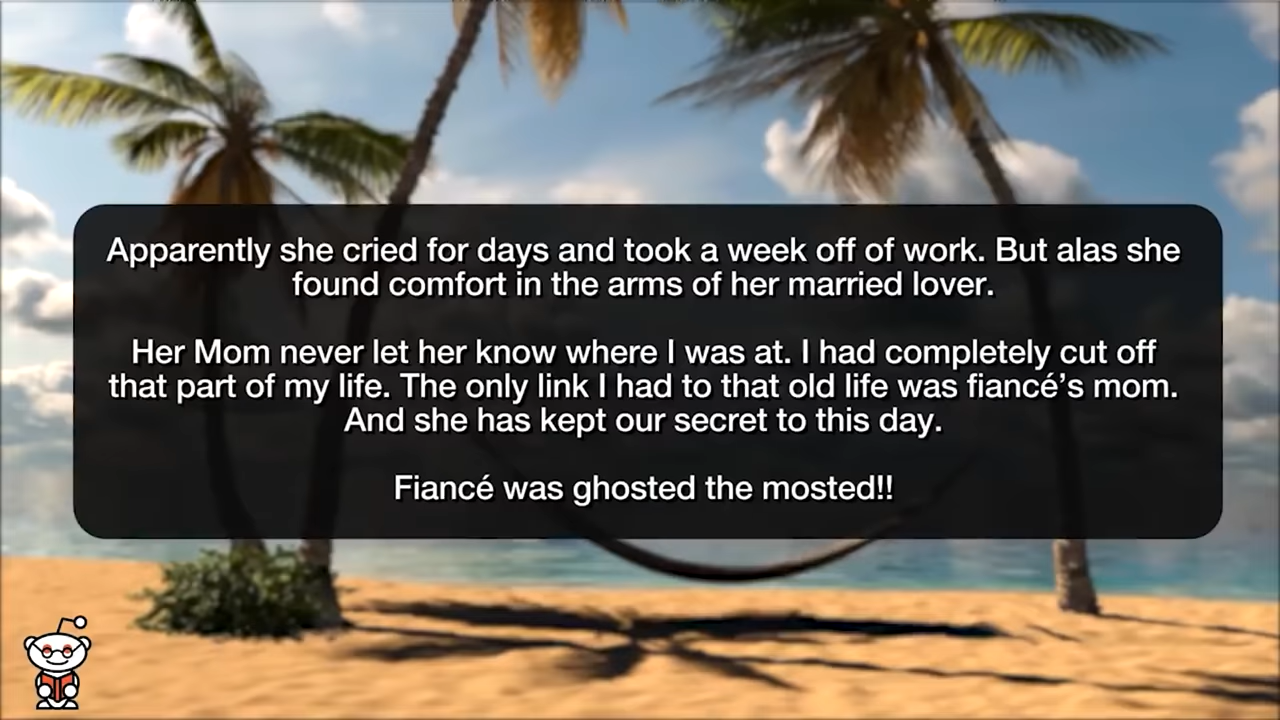 Apparently she cried for days and took a week off of work. But alas she
found comfort in the arms of her married lover.
Her Mom never let her know where I was at. I had completely cut off
that part of my life. The only link I had to that old life was fiancé’s mom.
And she has kept our secret to this day.
Fiancé was ghosted the mosted!!